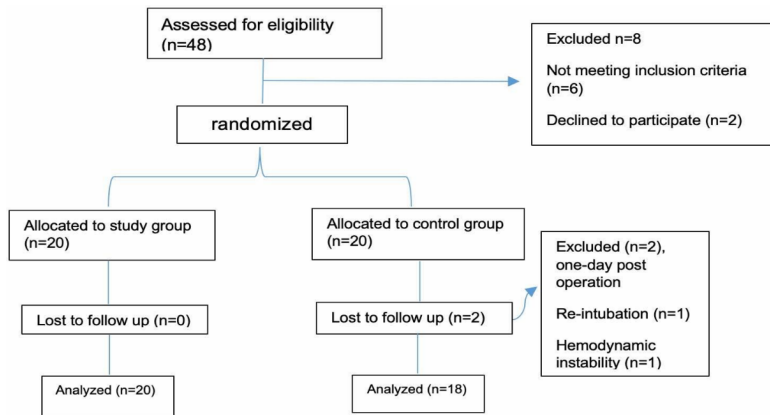 Assessed for eligibility
(n=48)
Excluded n=8
Not meeting inclusion criteria
(n=6)
Declined to participate (n=2)
randomized
Allocated to study group
(n=20)
Allocated to control group
(n=20)
Excluded (n=2),
one-day post
operation
Re-intubation (n=1)
Hemodynamic
instability (n=1)
Lost to follow up (n=0)
Lost to follow up (n=2)
Analyzed (n=20)
Analyzed (n=18)